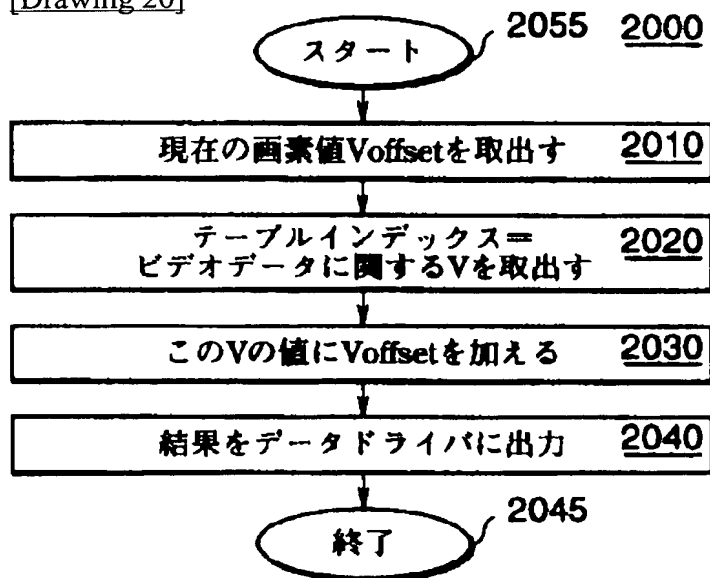 [Drawing 20]
スタート 2055 2000
現在の画素値Voffsetを取出す 2010
テーブルインデックス＝ 2020
ビデオデータに関するVを取出す
このVの値にVoffsetを加える 2030
結果をデータドライバに出力 2040
終了 2045